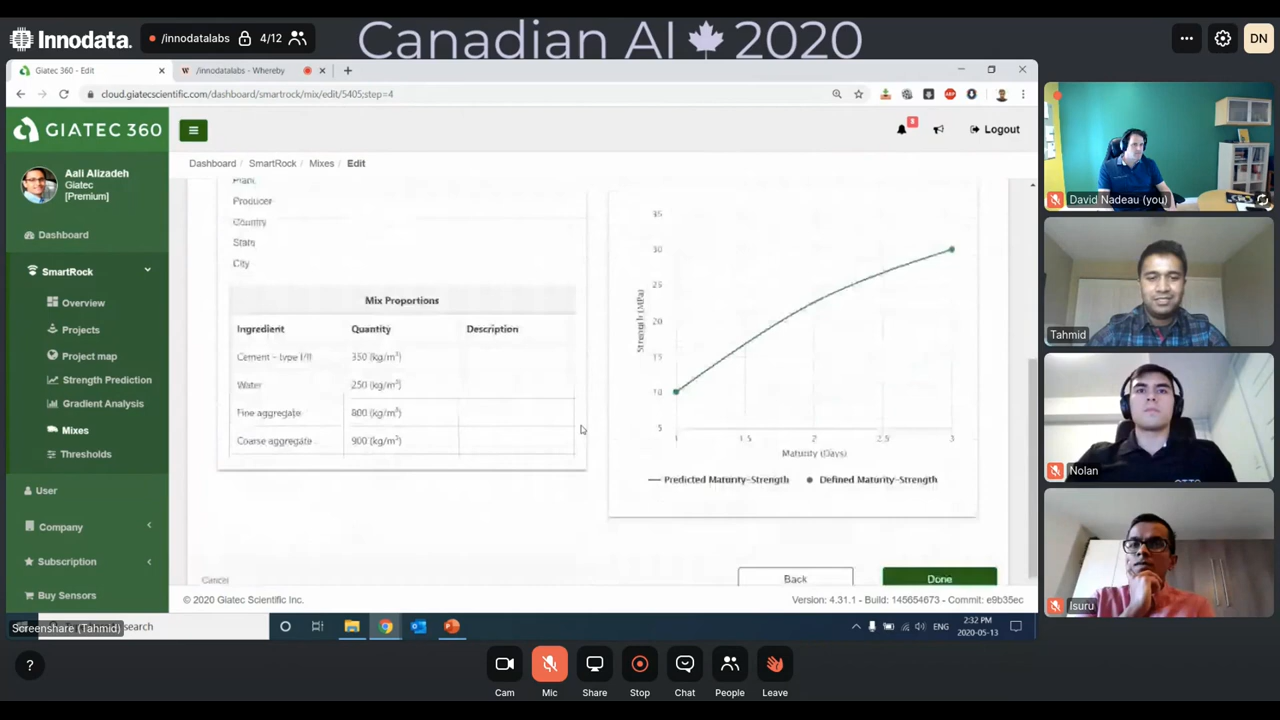 Canadian AI 2020
Innodata.
/innodatalabs
4/12
DN
Giatec 360 - Edit
/innodatalabs - Whereby
cloud.giatecscientific.com/dashboard/smartrock/mix/edit/5405;step=4
GIATEC 360
3
Logout
Aali Alizadeh
Giatec
[Premium]
Dashboard / SmartRock / Mixes / Edit
Dashboard
SmartRock
Overview
Projects
Project map
Strength Prediction
Gradient Analysis
Mixes
Thresholds
User
Company
Subscription
Buy Sensors
Plant
Producer
Country
State
City
Mix Proportions
Ingredient Quantity Description
Cement - type I/II 350 (kg/m³)
Water 250 (kg/m³)
Fine aggregate 800 (kg/m³)
Coarse aggregate 900 (kg/m³)
Strength (MPa)
35
30
25
20
15
10
5
1 1.5 2 2.5 3
Maturity (Days)
Predicted Maturity-Strength Defined Maturity-Strength
Cancel
Back
Done
© 2020 Giatec Scientific Inc.
Version: 4.31.1 - Build: 145654673 - Commit: e9b35ec
Screenshare (Tahmid)
search
ENG
2:32 PM
2020-05-13
David Nadeau (you)
Tahmid
Nolan
Isuru
?
Cam
Mic
Share
Stop
Chat
People
Leave